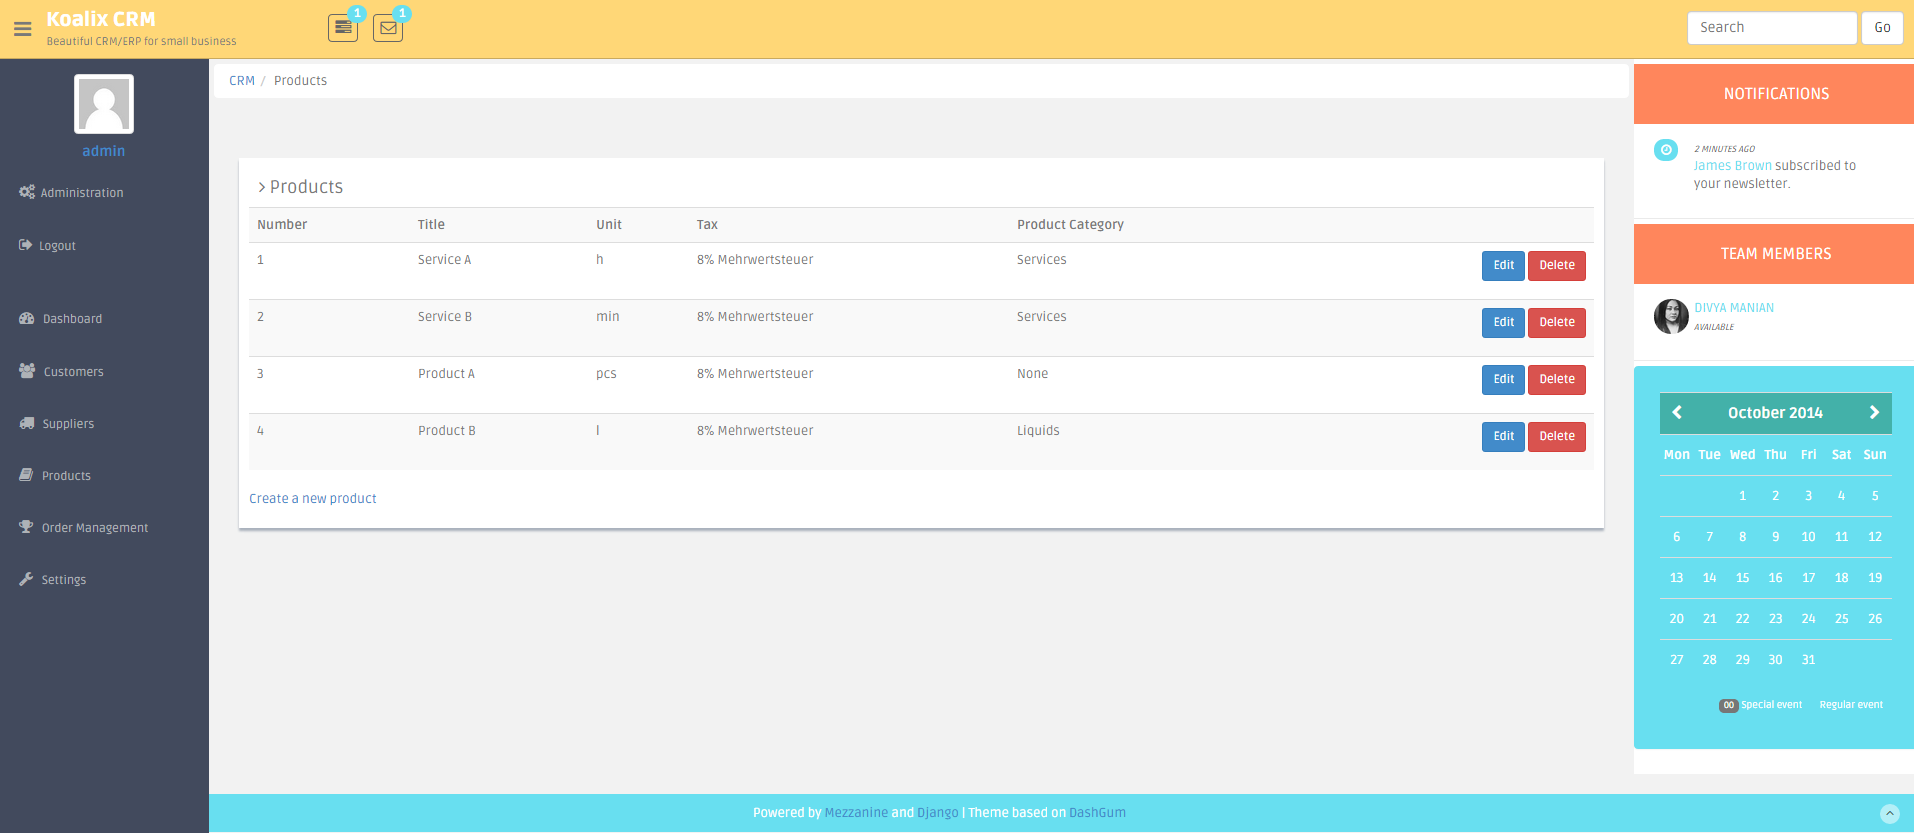 Koalix CRM
Beautiful CRM/ERP for small business
1
1
Search
Go
admin
Administration
Logout
Dashboard
Customers
Suppliers
Products
Order Management
Settings
CRM / Products
Products
Number Title Unit Tax Product Category
1 Service A h 8% Mehrwertsteuer Services Edit Delete
2 Service B min 8% Mehrwertsteuer Services Edit Delete
3 Product A pcs 8% Mehrwertsteuer None Edit Delete
4 Product B l 8% Mehrwertsteuer Liquids Edit Delete
Create a new product
NOTIFICATIONS
2 MINUTES AGO
James Brown subscribed to
your newsletter.
TEAM MEMBERS
DIVYA MANIAN
AVAILABLE
October 2014
Mon Tue Wed Thu Fri Sat Sun
1 2 3 4 5
6 7 8 9 10 11 12
13 14 15 16 17 18 19
20 21 22 23 24 25 26
27 28 29 30 31
00 Special event Regular event
Powered by Mezzanine and Django | Theme based on DashGum